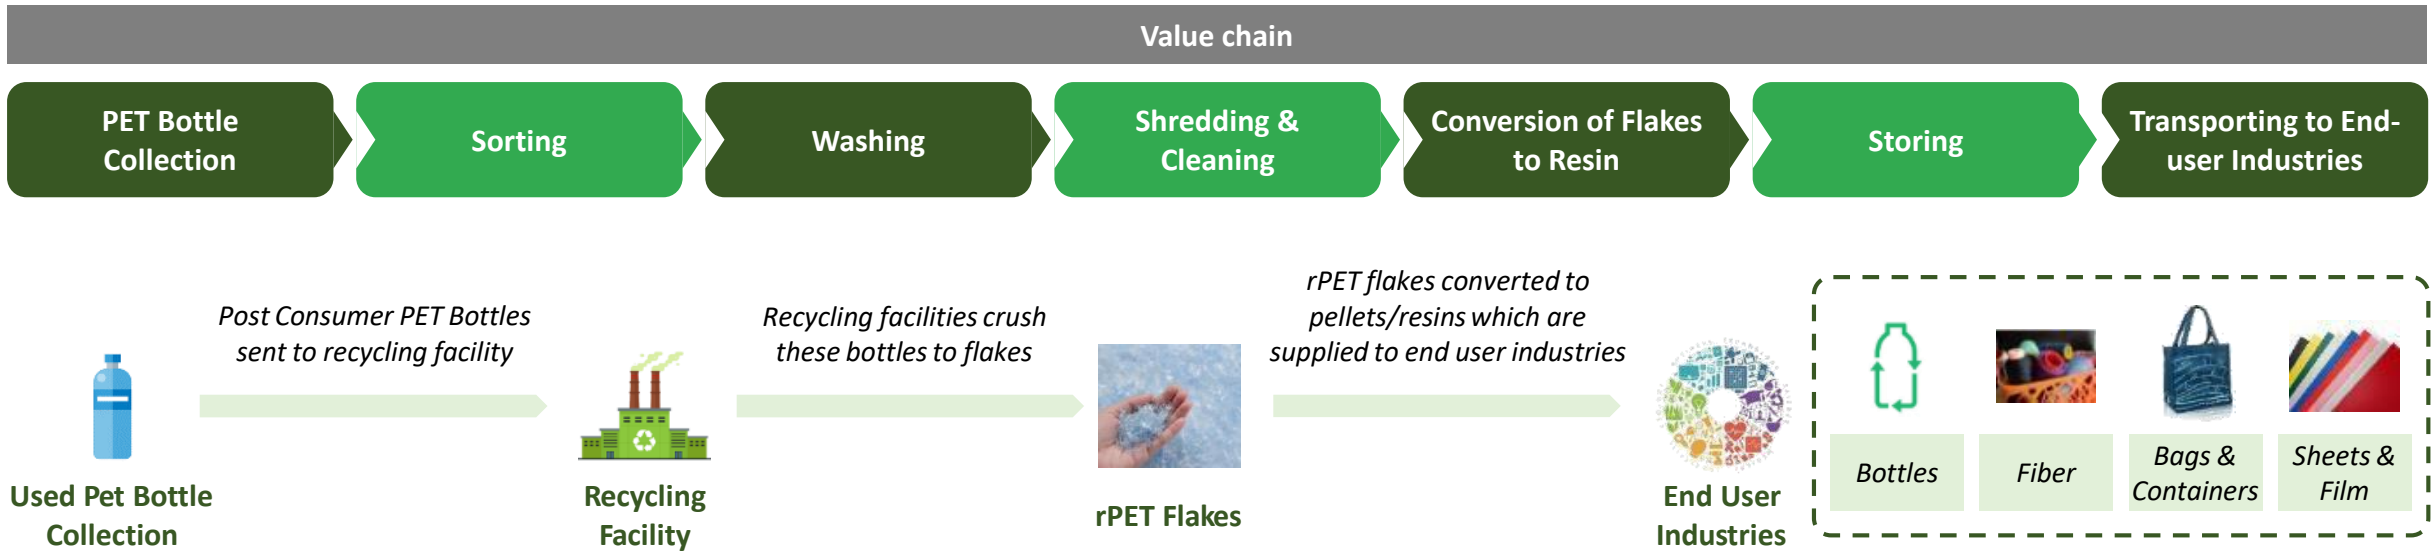 Value chain
PET Bottle
Collection
Sorting
Washing
Shredding &
Cleaning
Conversion of Flakes
to Resin
Storing
Transporting to End-
user Industries
Post Consumer PET Bottles
sent to recycling facility
Recycling facilities crush
these bottles to flakes
rPET flakes converted to
pellets/resins which are
supplied to end user industries
Used Pet Bottle
Collection
Recycling
Facility
rPET Flakes
End User
Industries
Bottles
Fiber
Bags &
Containers
Sheets &
Film